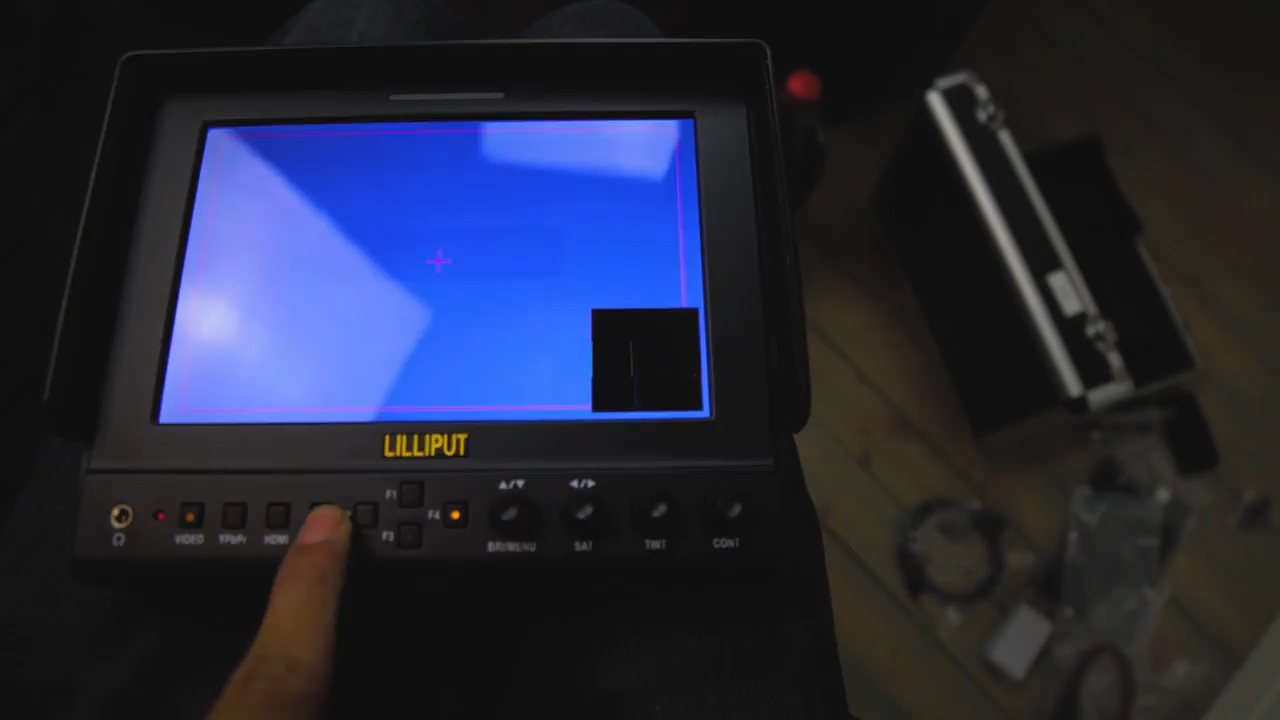 LILLIPUT
F1
F4
F3
VIDEO
YPbPr
HDMI
BRI/MENU
SAT
TINT
CONT